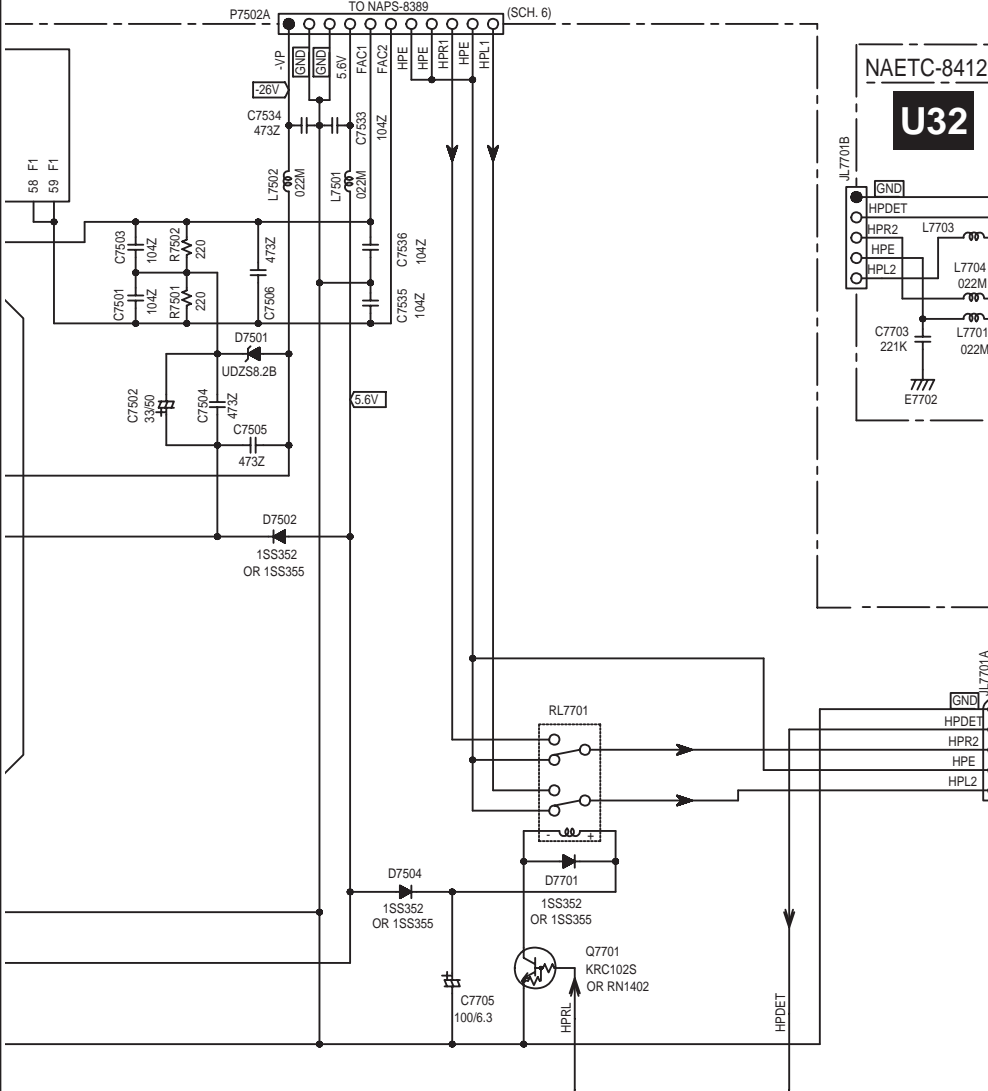 TO NAPS-8389
P7502A
(SCH. 6)
-VP
GND
GND
5.6V
FAC1
FAC2
HPE
HPE
HPR1
HPE
HPL1
-26V
C7534
473Z
C7533
104Z
L7502
022M
L7501
022M
58 F1
59 F1
C7503
104Z
R7502
220
473Z
C7506
C7536
104Z
C7501
104Z
R7501
220
C7535
104Z
D7501
UDZS8.2B
C7502
33/50
C7504
473Z
C7505
473Z
5.6V
D7502
1SS352
OR 1SS355
NAETC-8412
U32
JL7701B
GND
HPDET
HPR2
HPE
HPL2
L7703
L7704
022M
L7701
022M
C7703
221K
E7702
RL7701
- +
JL7701A
GND
HPDET
HPR2
HPE
HPL2
D7504
1SS352
OR 1SS355
D7701
1SS352
OR 1SS355
Q7701
KRC102S
OR RN1402
C7705
100/6.3
+
HPRL
HPDET